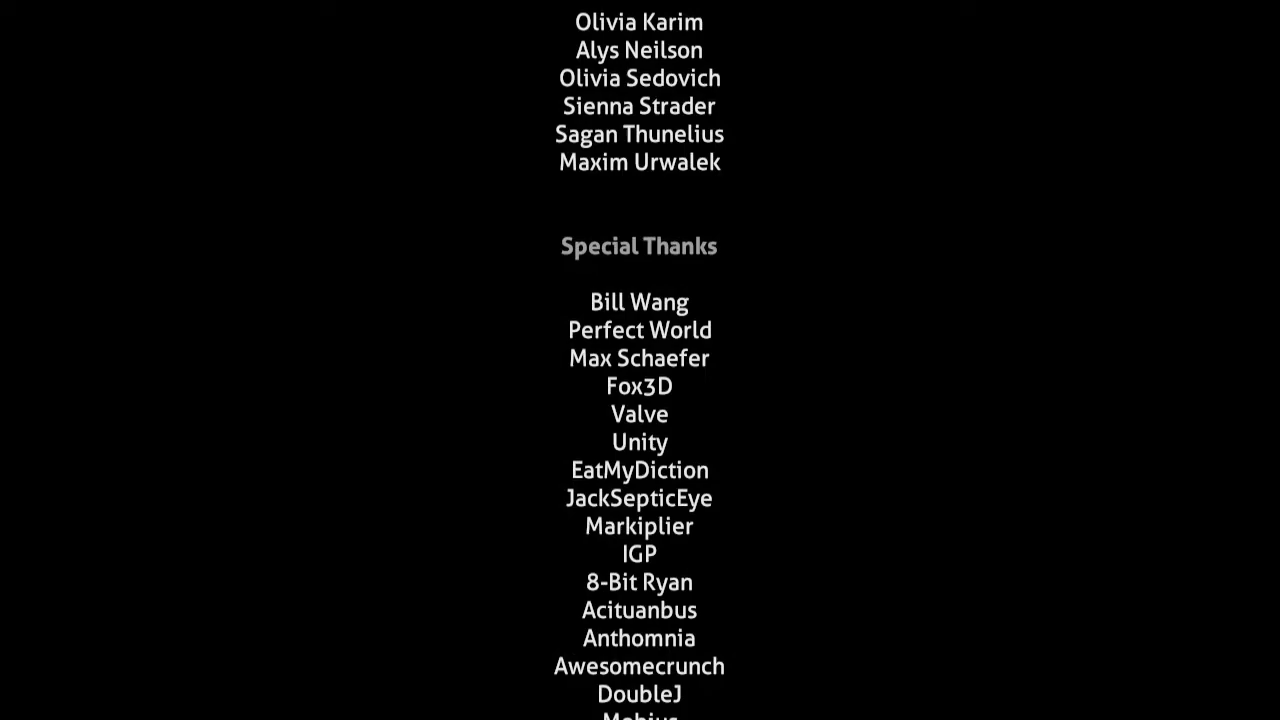 Olivia Karim
Alys Neilson
Olivia Sedovich
Sienna Strader
Sagan Thunelius
Maxim Urwalek
Special Thanks
Bill Wang
Perfect World
Max Schaefer
Fox3D
Valve
Unity
EatMyDiction
JackSepticEye
Markiplier
IGP
8-Bit Ryan
Acituanbus
Anthomnia
Awesomecrunch
DoubleJ